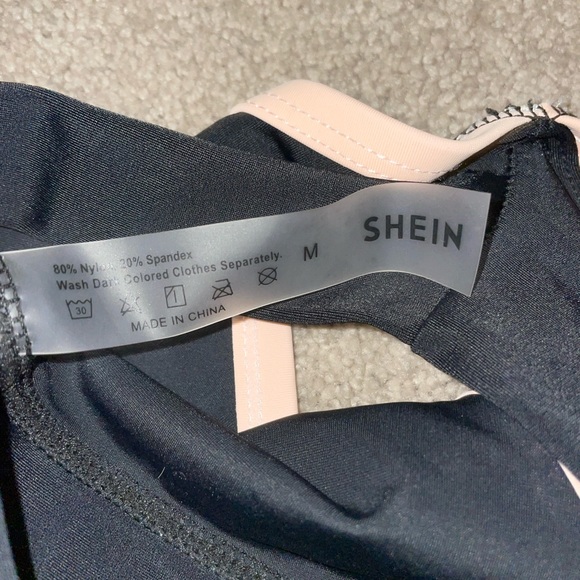 SHEIN
M
80% Nylon 20% Spandex
Wash Dark Colored Clothes Separately.
30
MADE IN CHINA